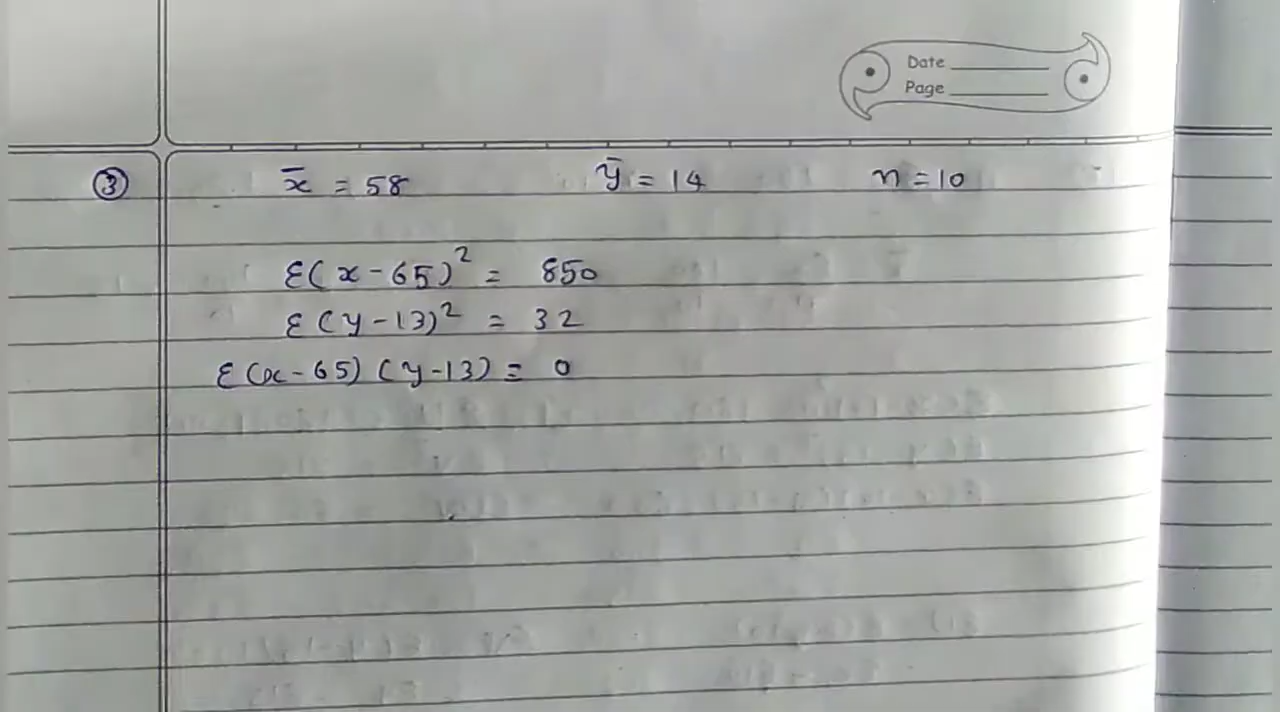 Date
Page
③ x̄ = 58 ȳ = 14 n = 10
Ɛ(x - 65)² = 850
Ɛ(y - 13)² = 32
Ɛ(x - 65) (y - 13) = 0